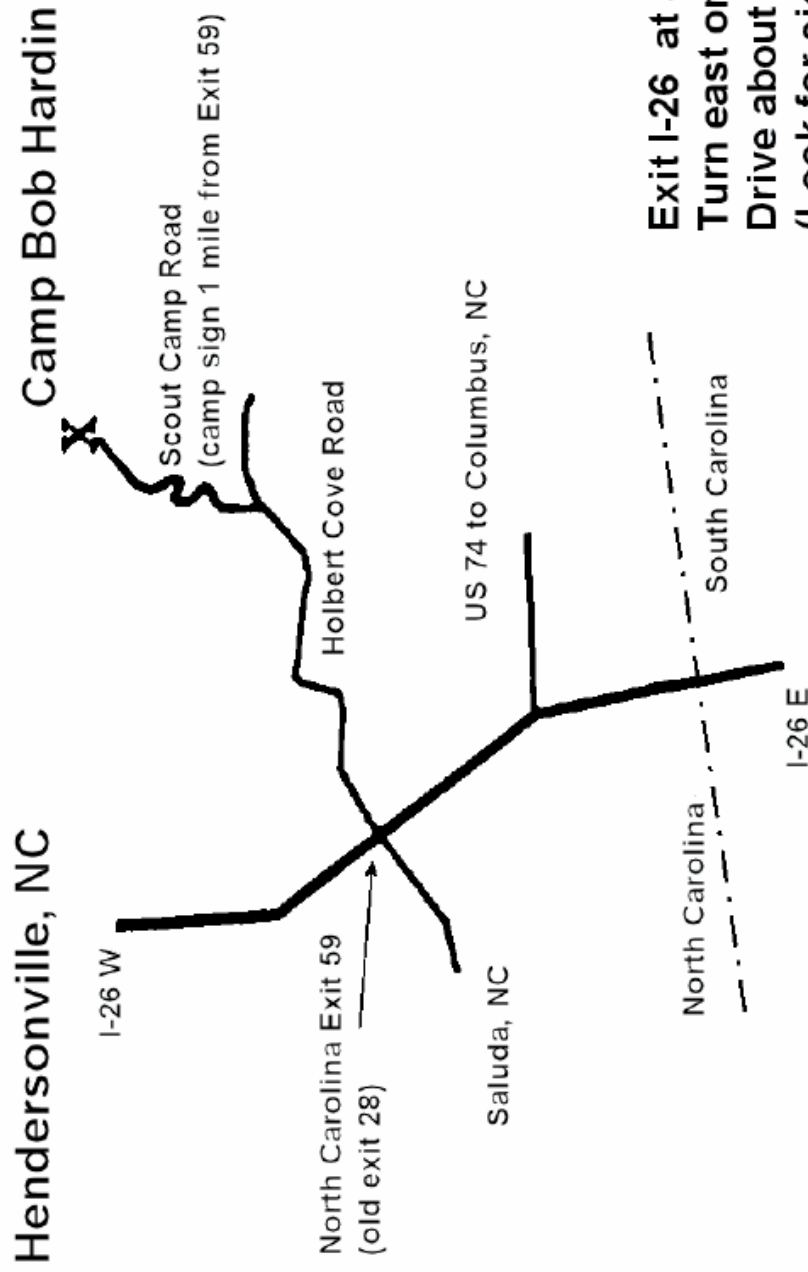 Hendersonville, NC
Camp Bob Hardin
I-26 W
Scout Camp Road
(camp sign 1 mile from Exit 59)
North Carolina Exit 59
(old exit 28)
Holbert Cove Road
Saluda, NC
US 74 to Columbus, NC
North Carolina
South Carolina
I-26 E
Exit I-26 at
Turn east
Drive about